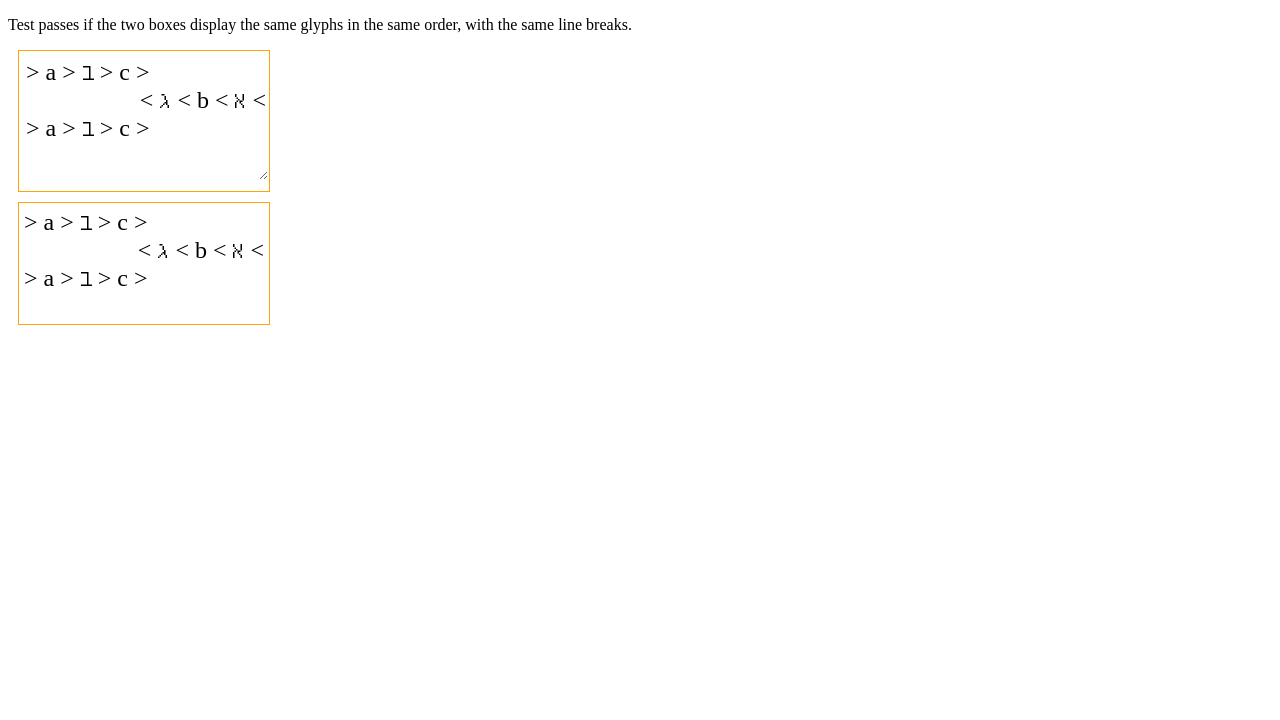 Test passes if the two boxes display the same glyphs in the same order, with the same line breaks.
> a > ב > c >
< ג < b < א <
> a > ב > c >
> a > ב > c >
< ג < b < א <
> a > ב > c >